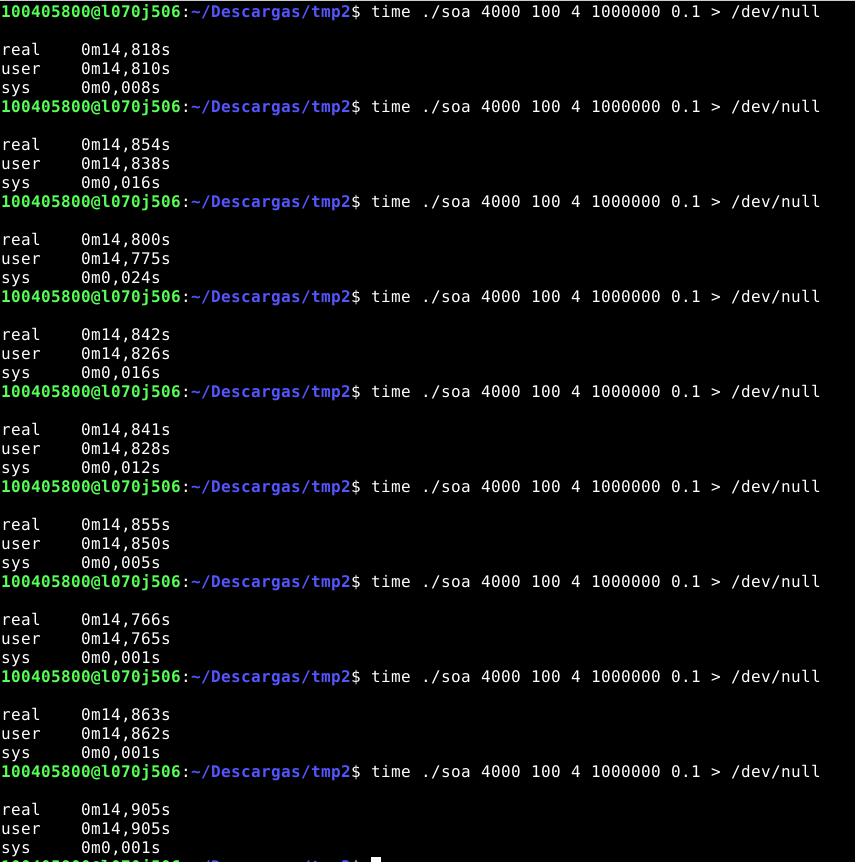 100405800@l070j506:~/Descargas/tmp2$ time ./soa 4000 100 4 1000000 0.1 > /dev/null
real 0m14,818s
user 0m14,810s
sys 0m0,008s
100405800@l070j506:~/Descargas/tmp2$ time ./soa 4000 100 4 1000000 0.1 > /dev/null
real 0m14,854s
user 0m14,838s
sys 0m0,016s
100405800@l070j506:~/Descargas/tmp2$ time ./soa 4000 100 4 1000000 0.1 > /dev/null
real 0m14,800s
user 0m14,775s
sys 0m0,024s
100405800@l070j506:~/Descargas/tmp2$ time ./soa 4000 100 4 1000000 0.1 > /dev/null
real 0m14,842s
user 0m14,826s
sys 0m0,016s
100405800@l070j506:~/Descargas/tmp2$ time ./soa 4000 100 4 1000000 0.1 > /dev/null
real 0m14,841s
user 0m14,828s
sys 0m0,012s
100405800@l070j506:~/Descargas/tmp2$ time ./soa 4000 100 4 1000000 0.1 > /dev/null
real 0m14,855s
user 0m14,850s
sys 0m0,005s
100405800@l070j506:~/Descargas/tmp2$ time ./soa 4000 100 4 1000000 0.1 > /dev/null
real 0m14,766s
user 0m14,765s
sys 0m0,001s
100405800@l070j506:~/Descargas/tmp2$ time ./soa 4000 100 4 1000000 0.1 > /dev/null
real 0m14,863s
user 0m14,862s
sys 0m0,001s
100405800@l070j506:~/Descargas/tmp2$ time ./soa 4000 100 4 1000000 0.1 > /dev/null
real 0m14,905s
user 0m14,905s
sys 0m0,001s